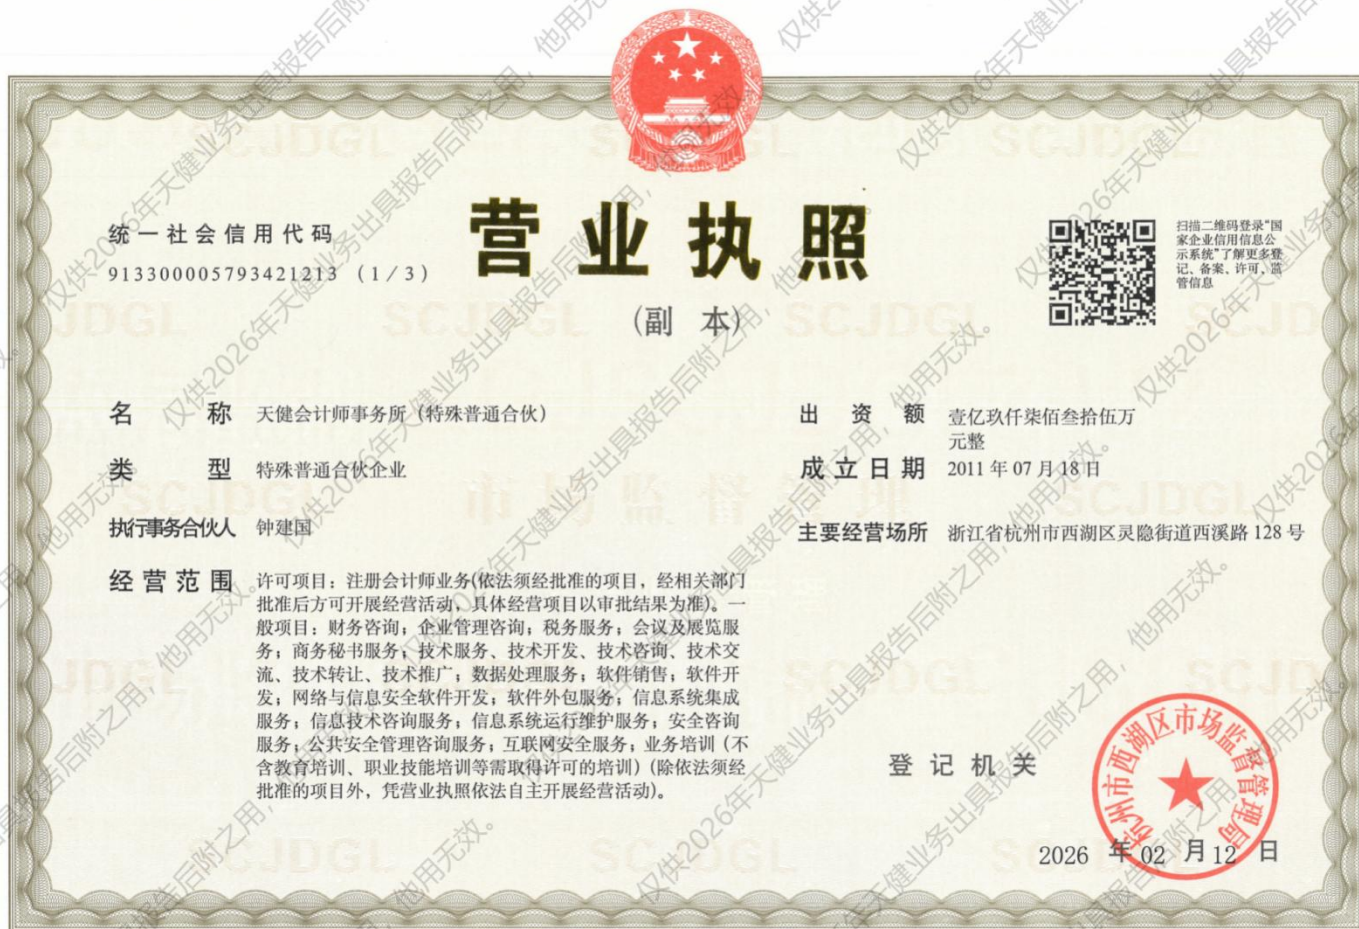 营业执照
(副 本)
统一社会信用代码
913300005793421213 (1/3)
扫描二维码登录“国
家企业信用信息公
示系统”了解更多登
记、备案、许可、监
管信息
名 称 天健会计师事务所（特殊普通合伙）
类 型 特殊普通合伙企业
执行事务合伙人 钟建国
经营范围 许可项目：注册会计师业务(依法须经批准的项目，经相关部门
批准后方可开展经营活动，具体经营项目以审批结果为准)。一
般项目：财务咨询；企业管理咨询；税务服务；会议及展览服
务；商务秘书服务；技术服务、技术开发、技术咨询、技术交
流、技术转让、技术推广；数据处理服务；软件销售；软件开
发；网络与信息安全软件开发；软件外包服务；信息系统集成
服务；信息技术咨询服务；信息系统运行维护服务；安全咨询
服务；公共安全管理咨询服务；互联网安全服务；业务培训（不
含教育培训、职业技能培训等需取得许可的培训）(除依法须经
批准的项目外，凭营业执照依法自主开展经营活动)。
出 资 额 壹亿玖仟柒佰叁拾伍万
元整
成立日期 2011 年 07 月 18 日
主要经营场所 浙江省杭州市西湖区灵隐街道西溪路 128 号
登记机关
杭州市西湖区市场监督管理局
2026 年 02 月 12 日
仅供2026年天健业务出具报告后附之用，他用无效。
SCJDGL
市场监督管理